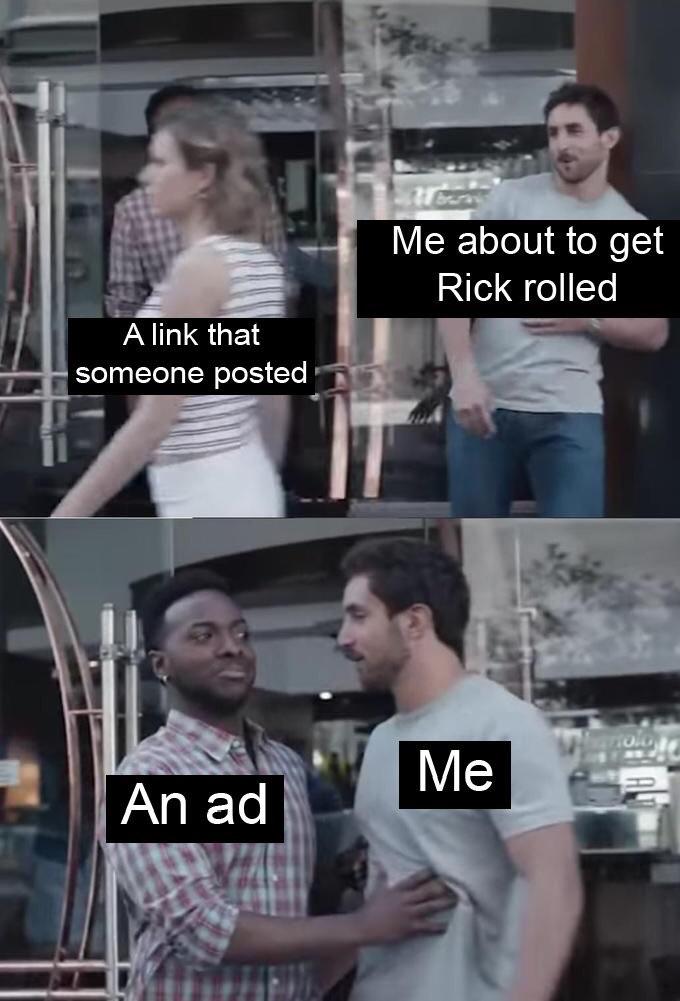 Me about to get
Rick rolled
A link that
someone posted
Me
An ad